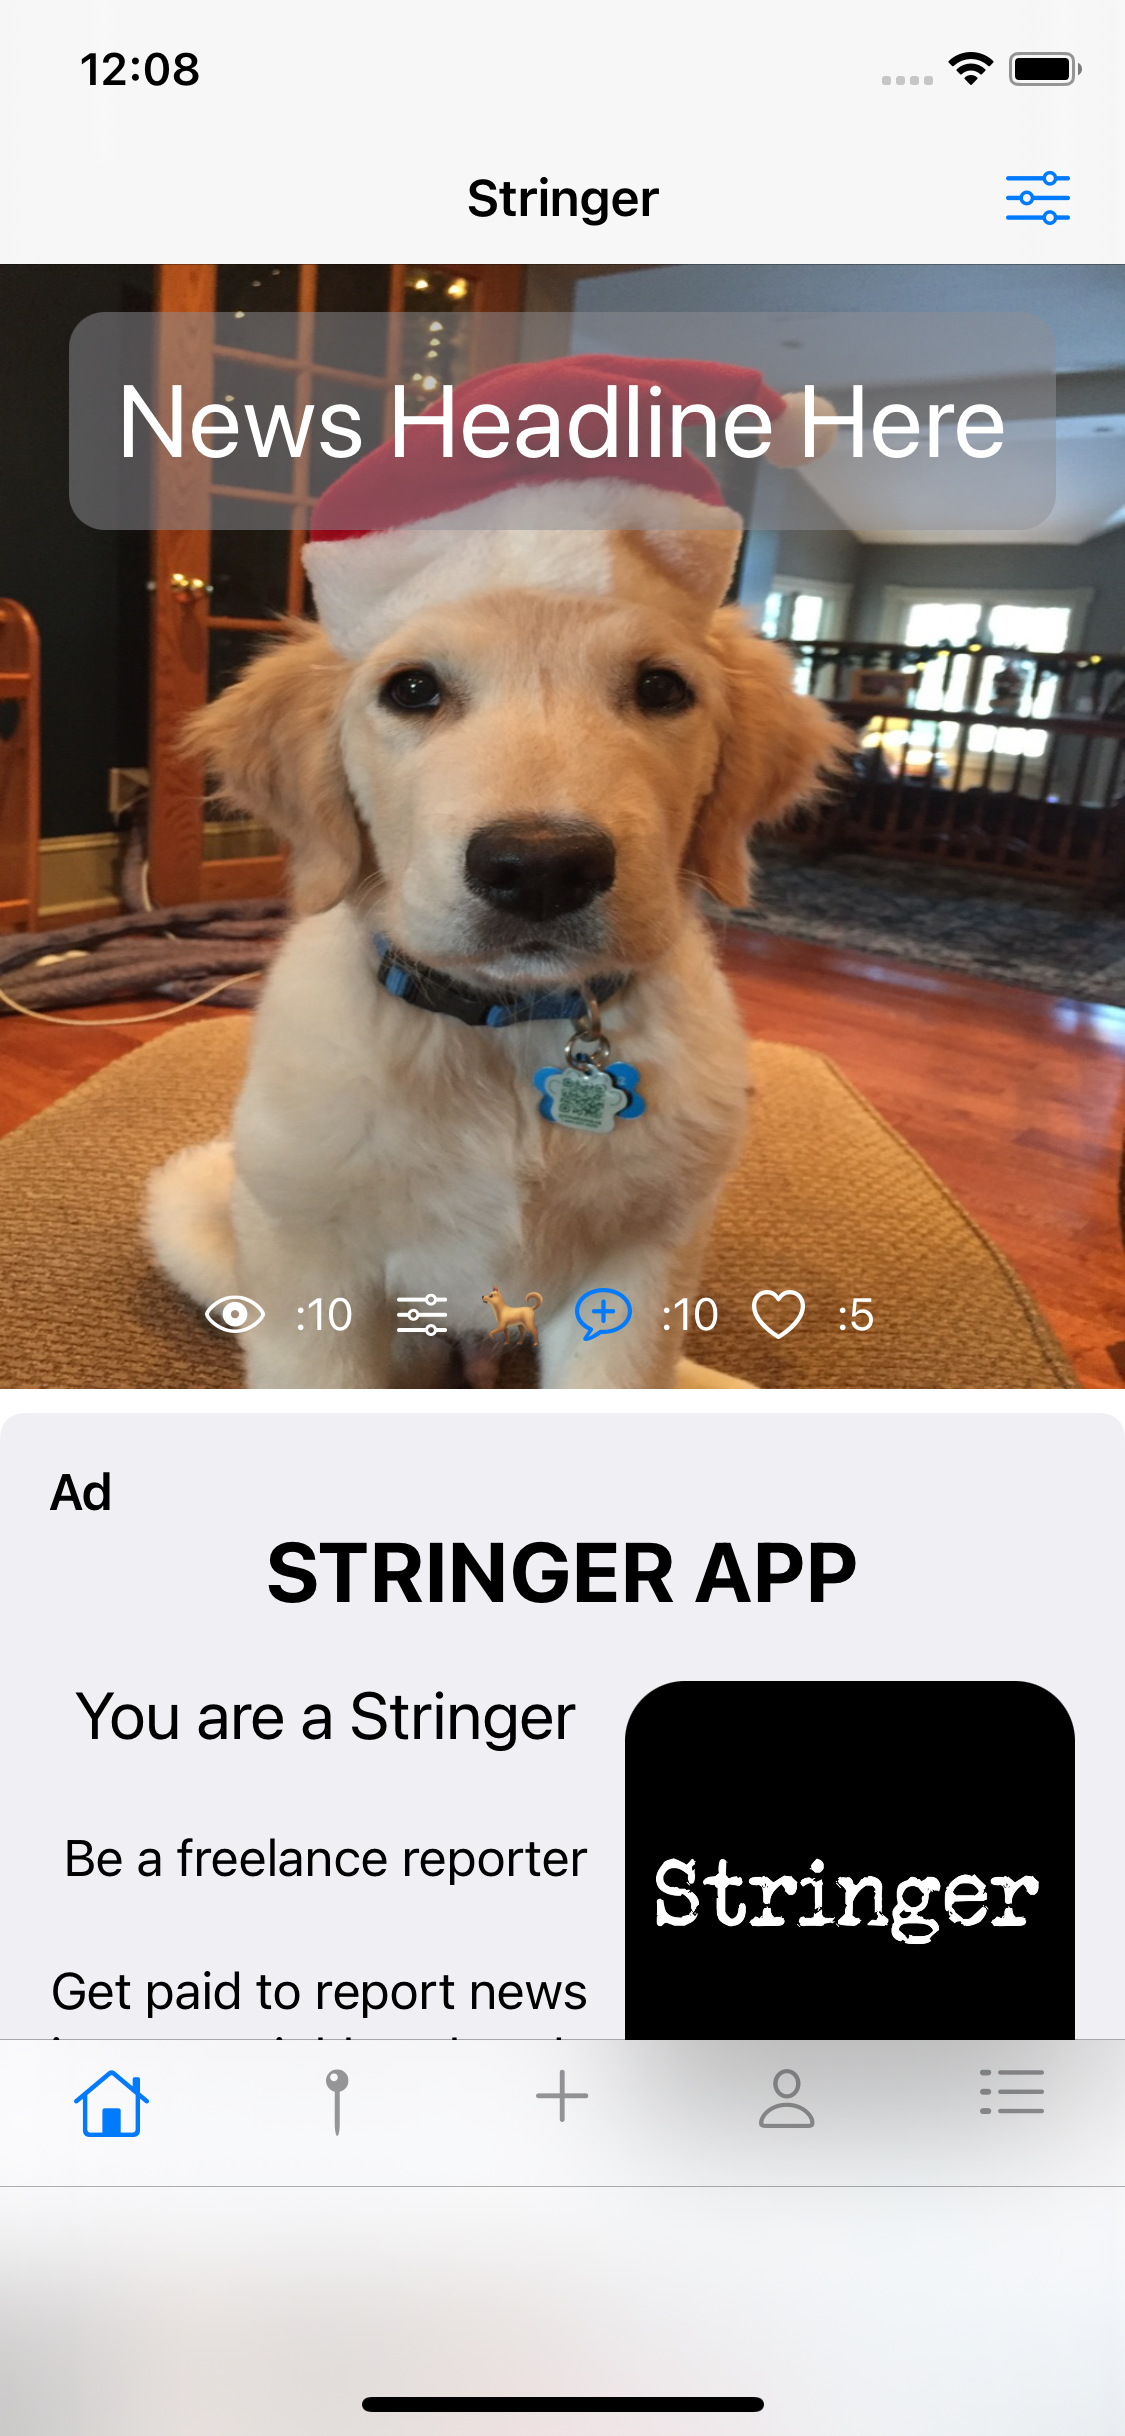 12:08
Stringer
News Headline Here
:10 :10 :5
Ad
STRINGER APP
You are a Stringer
Be a freelance reporter
Stringer
Get paid to report news